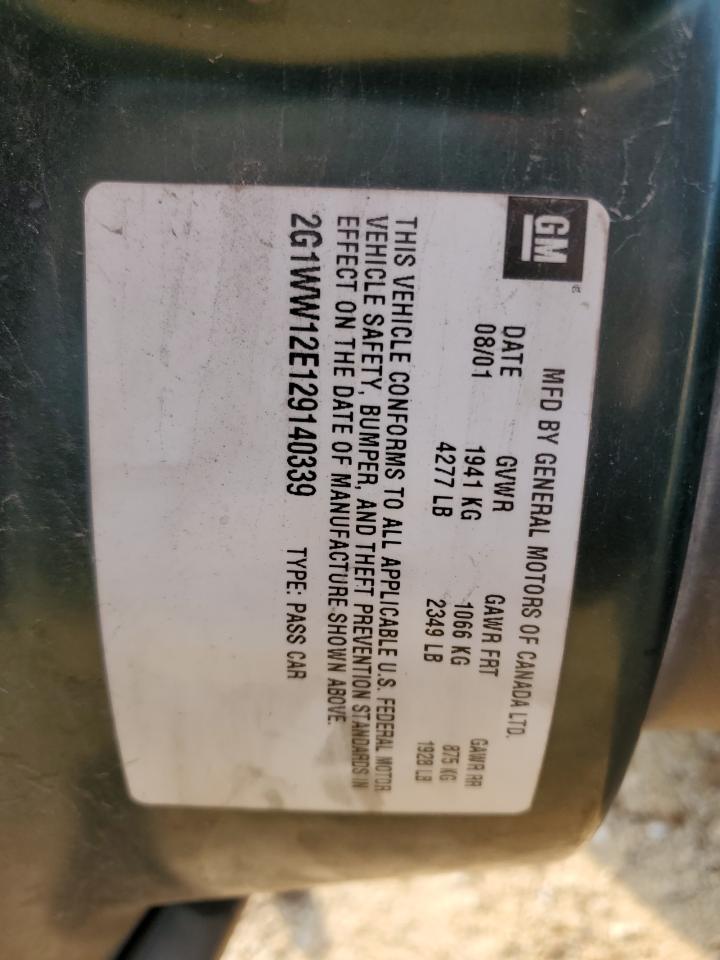 GM
MFD BY GENERAL MOTORS OF CANADA LTD.
DATE GVWR GAWR FRT GAWR RR
08/01 1941 KG 1066 KG 875 KG
4277 LB 2349 LB 1928 LB
THIS VEHICLE CONFORMS TO ALL APPLICABLE U.S. FEDERAL MOTOR
VEHICLE SAFETY, BUMPER, AND THEFT PREVENTION STANDARDS IN
EFFECT ON THE DATE OF MANUFACTURE SHOWN ABOVE.
2G1WW12E129140339 TYPE: PASS CAR